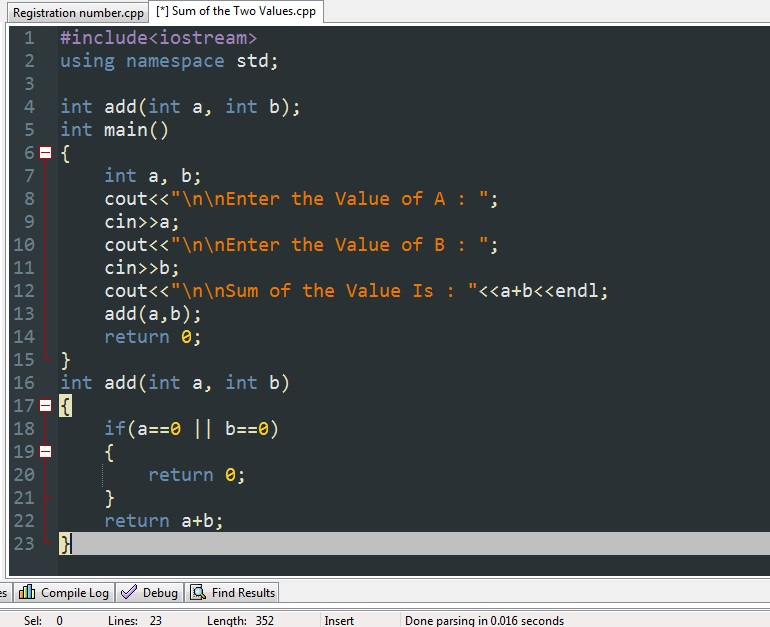 Registration number.cpp [*] Sum of the Two Values.cpp
1 #include<iostream>
2 using namespace std;
3
4 int add(int a, int b);
5 int main()
6 {
7 int a, b;
8 cout<<"\n\nEnter the Value of A : ";
9 cin>>a;
10 cout<<"\n\nEnter the Value of B : ";
11 cin>>b;
12 cout<<"\n\nSum of the Value Is : "<<a+b<<endl;
13 add(a,b);
14 return 0;
15 }
16 int add(int a, int b)
17 {
18 if(a==0 || b==0)
19 {
20 return 0;
21 }
22 return a+b;
23 }
es Compile Log Debug Find Results
Sel: 0 Lines: 23 Length: 352 Insert Done parsing in 0.016 seconds